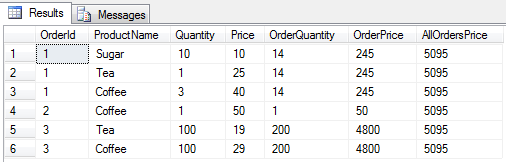 Results Messages
OrderId ProductName Quantity Price OrderQuantity OrderPrice AllOrdersPrice
1 1 Sugar 10 10 14 245 5095
2 1 Tea 1 25 14 245 5095
3 1 Coffee 3 40 14 245 5095
4 2 Coffee 1 50 1 50 5095
5 3 Tea 100 19 200 4800 5095
6 3 Coffee 100 29 200 4800 5095